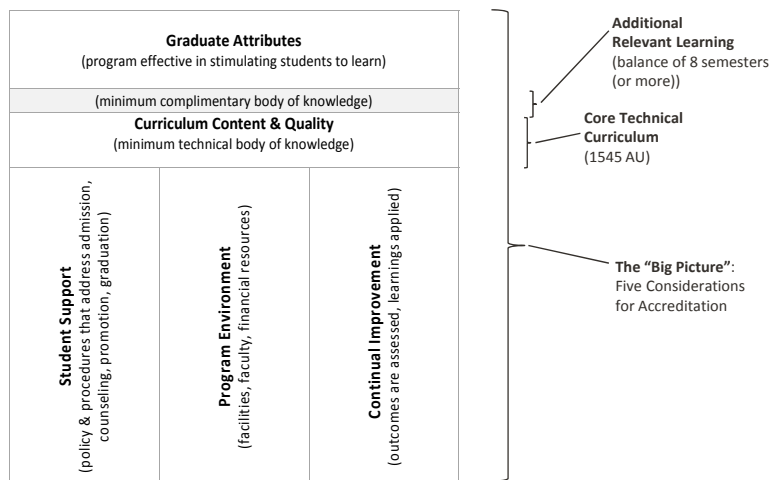 Graduate Attributes
(program effective in stimulating students to learn)
(minimum complimentary body of knowledge)
Curriculum Content & Quality
(minimum technical body of knowledge)
Student Support
(policy & procedures that address admission,
counseling, promotion, graduation)
Program Environment
(facilities, faculty, financial resources)
Continual Improvement
(outcomes are assessed, learnings applied)
Additional
Relevant Learning
(balance of 8 semesters
(or more))
Core Technical
Curriculum
(1545 AU)
The “Big Picture”:
Five Considerations
for Accreditation